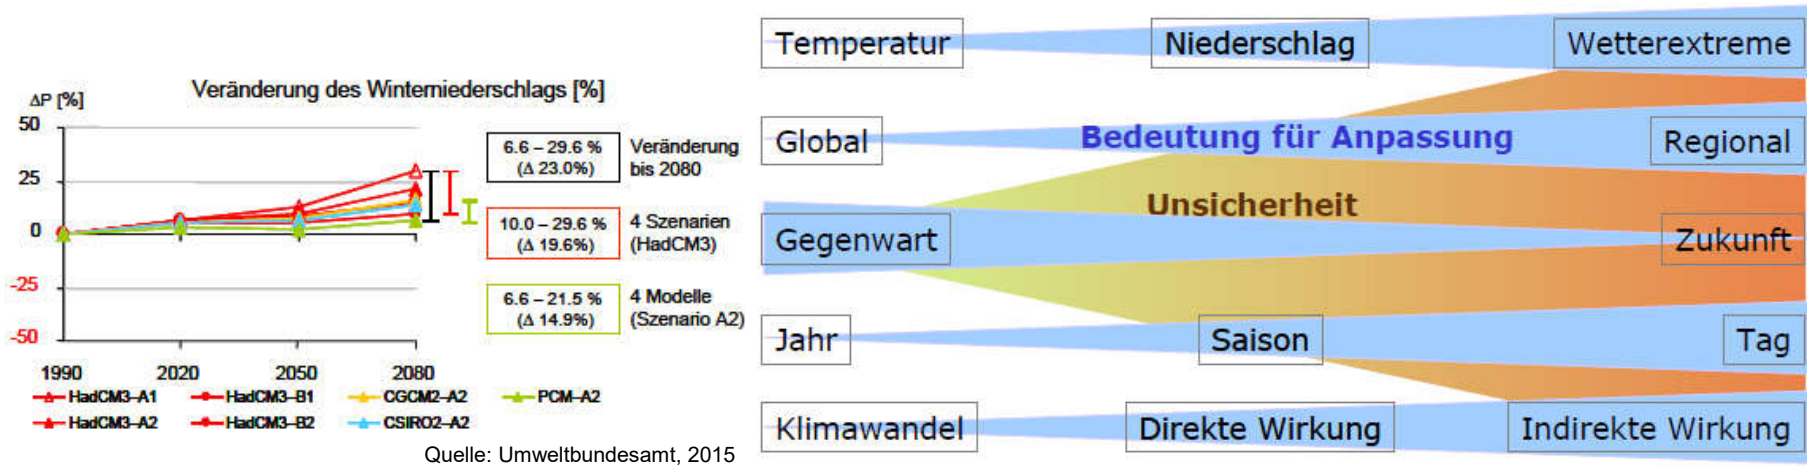 Veränderung des Winterniederschlags [%]
ΔP [%]
50
25
0
-25
-50
1990 2020 2050 2080
6.6 – 29.6 %
(Δ 23.0%)
Veränderung
bis 2080
10.0 – 29.6 %
(Δ 19.6%)
4 Szenarien
(HadCM3)
6.6 – 21.5 %
(Δ 14.9%)
4 Modelle
(Szenario A2)
HadCM3–A1 HadCM3–B1 CGCM2–A2 PCM–A2
HadCM3–A2 HadCM3–B2 CSIRO2–A2
Quelle: Umweltbundesamt, 2015
Temperatur Niederschlag Wetterextreme
Global Bedeutung für Anpassung Regional
Unsicherheit
Gegenwart Zukunft
Jahr Saison Tag
Klimawandel Direkte Wirkung Indirekte Wirkung